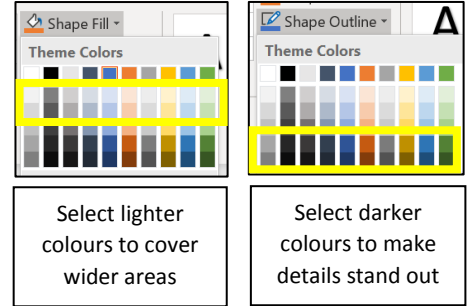 Shape Fill
Theme Colors
Select lighter
colours to cover
wider areas
Shape Outline
A
Theme Colors
Select darker
colours to make
details stand out